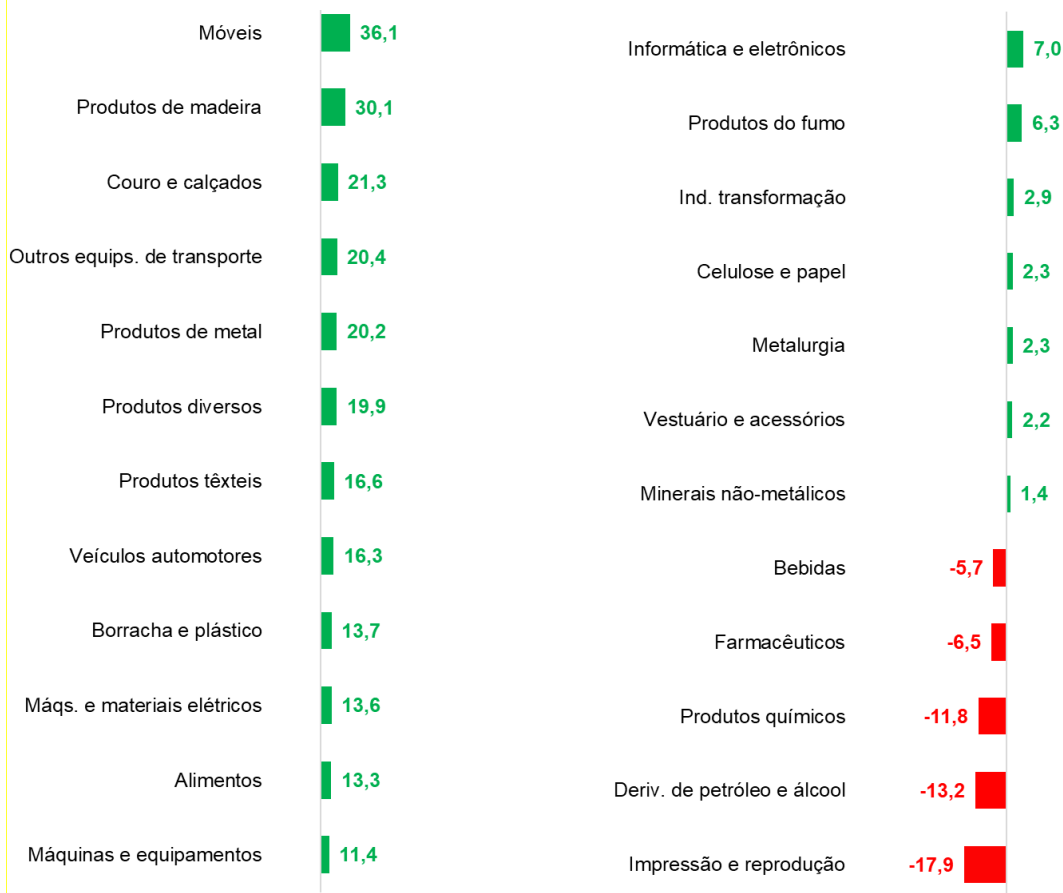 Móveis 36,1
Produtos de madeira 30,1
Couro e calçados 21,3
Outros equips. de transporte 20,4
Produtos de metal 20,2
Produtos diversos 19,9
Produtos têxteis 16,6
Veículos automotores 16,3
Borracha e plástico 13,7
Máqs. e materiais elétricos 13,6
Alimentos 13,3
Máquinas e equipamentos 11,4
Informática e eletrônicos 7,0
Produtos do fumo 6,3
Ind. transformação 2,9
Celulose e papel 2,3
Metalurgia 2,3
Vestuário e acessórios 2,2
Minerais não-metálicos 1,4
Bebidas -5,7
Farmacêuticos -6,5
Produtos químicos -11,8
Deriv. de petróleo e álcool -13,2
Impressão e reprodução -17,9